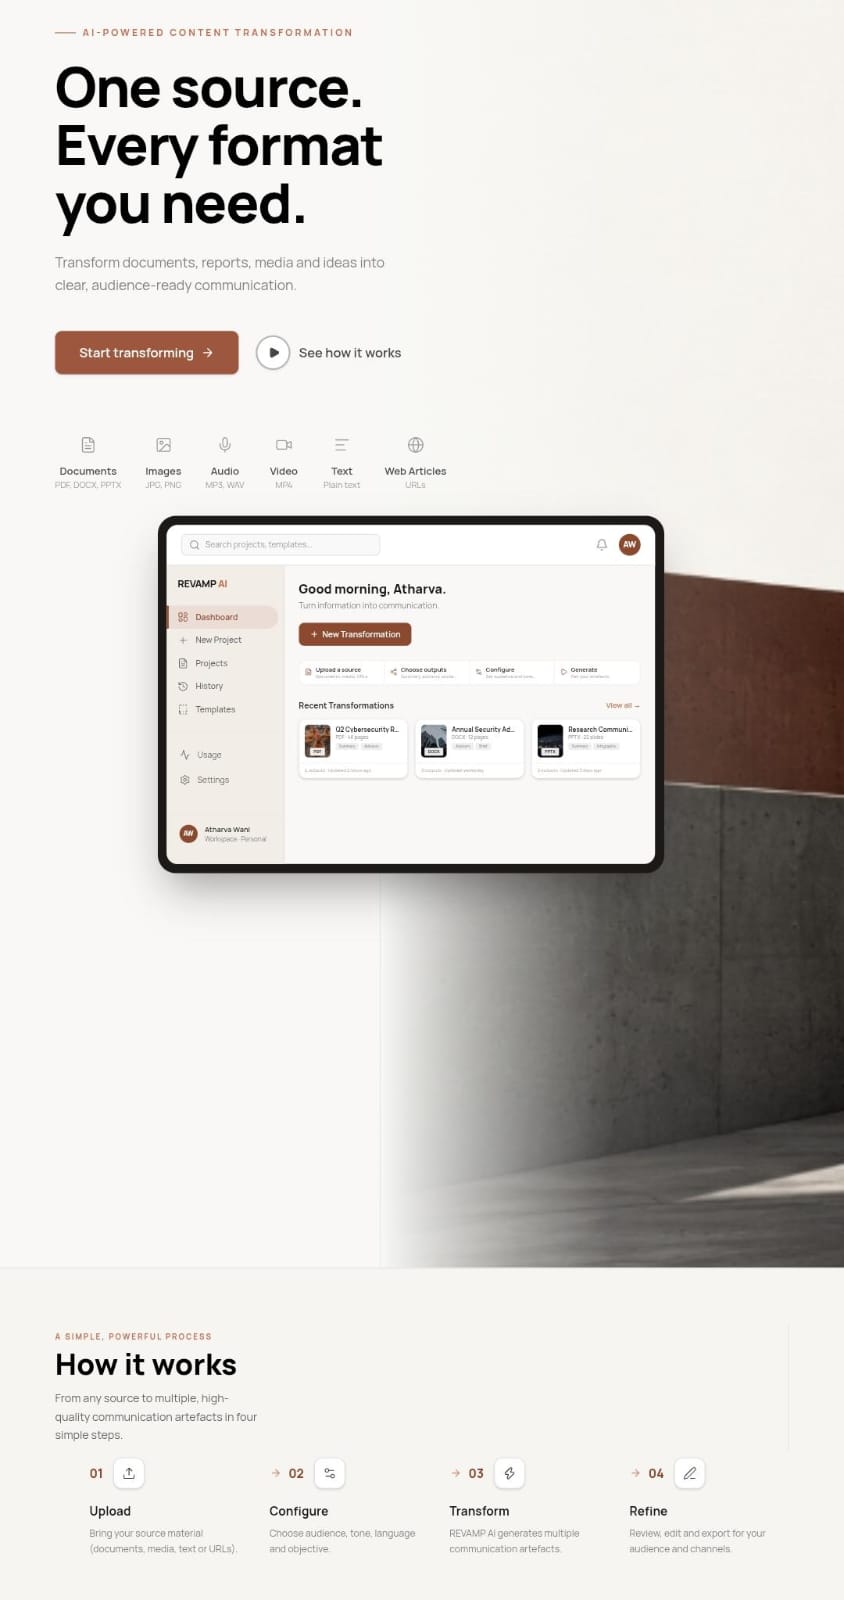 AI-POWERED CONTENT TRANSFORMATION
One source.
Every format
you need.
Transform documents, reports, media and ideas into
clear, audience-ready communication.
Start transforming →
See how it works
Documents
PDF, DOCX, PPTX
Images
JPG, PNG
Audio
MP3, WAV
Video
MP4
Text
Plain text
Web Articles
URLs
Search projects, templates...
AW
REVAMP AI
Dashboard
New Project
Projects
History
Templates
Usage
Settings
AW
Atharva Wani
Workspace · Personal
Good morning, Atharva.
Turn information into communication.
+ New Transformation
Upload a source
Choose outputs
Configure
Generate
Recent Transformations
View all →
Q2 Cybersecurity R...
PDF
Annual Security Ad...
DOCX
Research Communi...
PPTX
A SIMPLE, POWERFUL PROCESS
How it works
From any source to multiple, high-
quality communication artefacts in four
simple steps.
01
Upload
Bring your source material
(documents, media, text or URLs).
→ 02
Configure
Choose audience, tone, language
and objective.
→ 03
Transform
REVAMP AI generates multiple
communication artefacts.
→ 04
Refine
Review, edit and export for your
audience and channels.